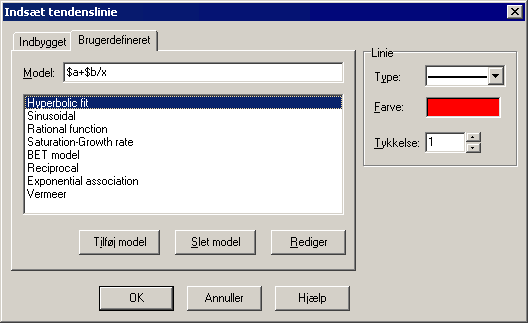 Indsæt tendenslinie
Indbygget Brugerdefineret
Model: $a+$b/x
Hyperbolic fit
Sinusoidal
Rational function
Saturation-Growth rate
BET model
Reciprocal
Exponential association
Vermeer
Tilføj model Slet model Rediger
Linie
Type:
Farve:
Tykkelse: 1
OK Annuller Hjælp